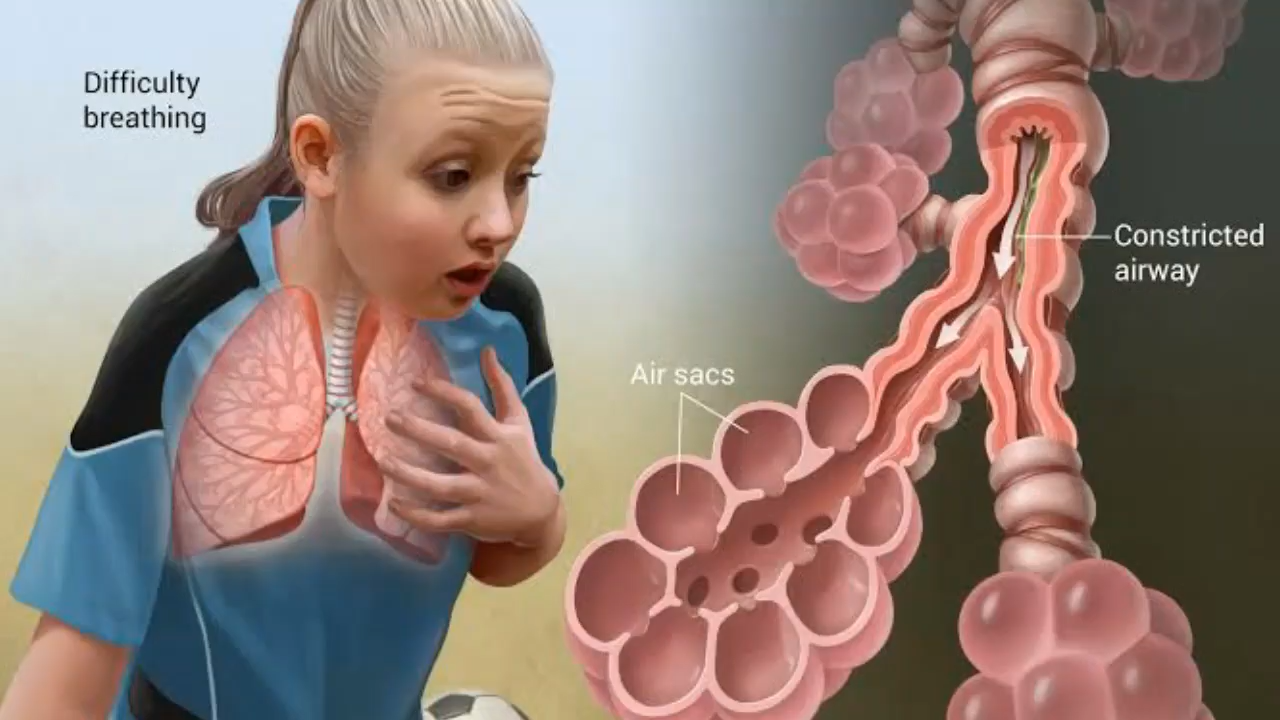 Difficulty
breathing
Constricted
airway
Air sacs